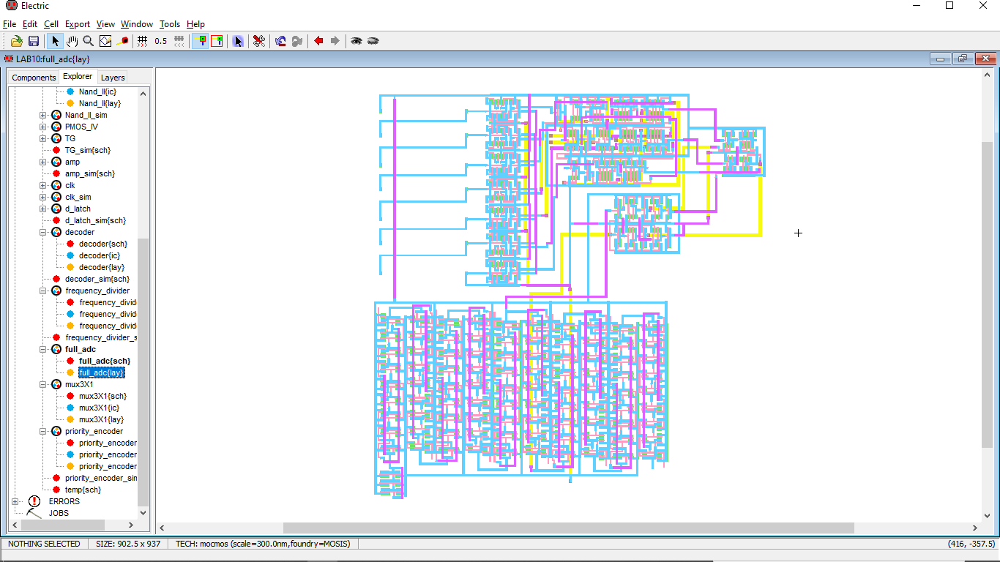 Electric
File Edit Cell Export View Window Tools Help
0.5
LAB10:full_adc{lay}
Components Explorer Layers
Nand_II{ic}
Nand_II{lay}
Nand_II_sim
PMOS_IV
TG
TG_sim{sch}
amp
amp_sim{sch}
clk
clk_sim
d_latch
d_latch_sim{sch}
decoder
decoder{sch}
decoder{ic}
decoder{lay}
decoder_sim{sch}
frequency_divider
frequency_divid
frequency_divid
frequency_divid
frequency_divider_s
full_adc
full_adc{sch}
full_adc{lay}
mux3X1
mux3X1{sch}
mux3X1{ic}
mux3X1{lay}
priority_encoder
priority_encoder
priority_encoder
priority_encoder
priority_encoder_sim
temp{sch}
ERRORS
JOBS
NOTHING SELECTED SIZE: 902.5 x 937 TECH: mocmos (scale=300.0nm,foundry=MOSIS) (416, -357.5)